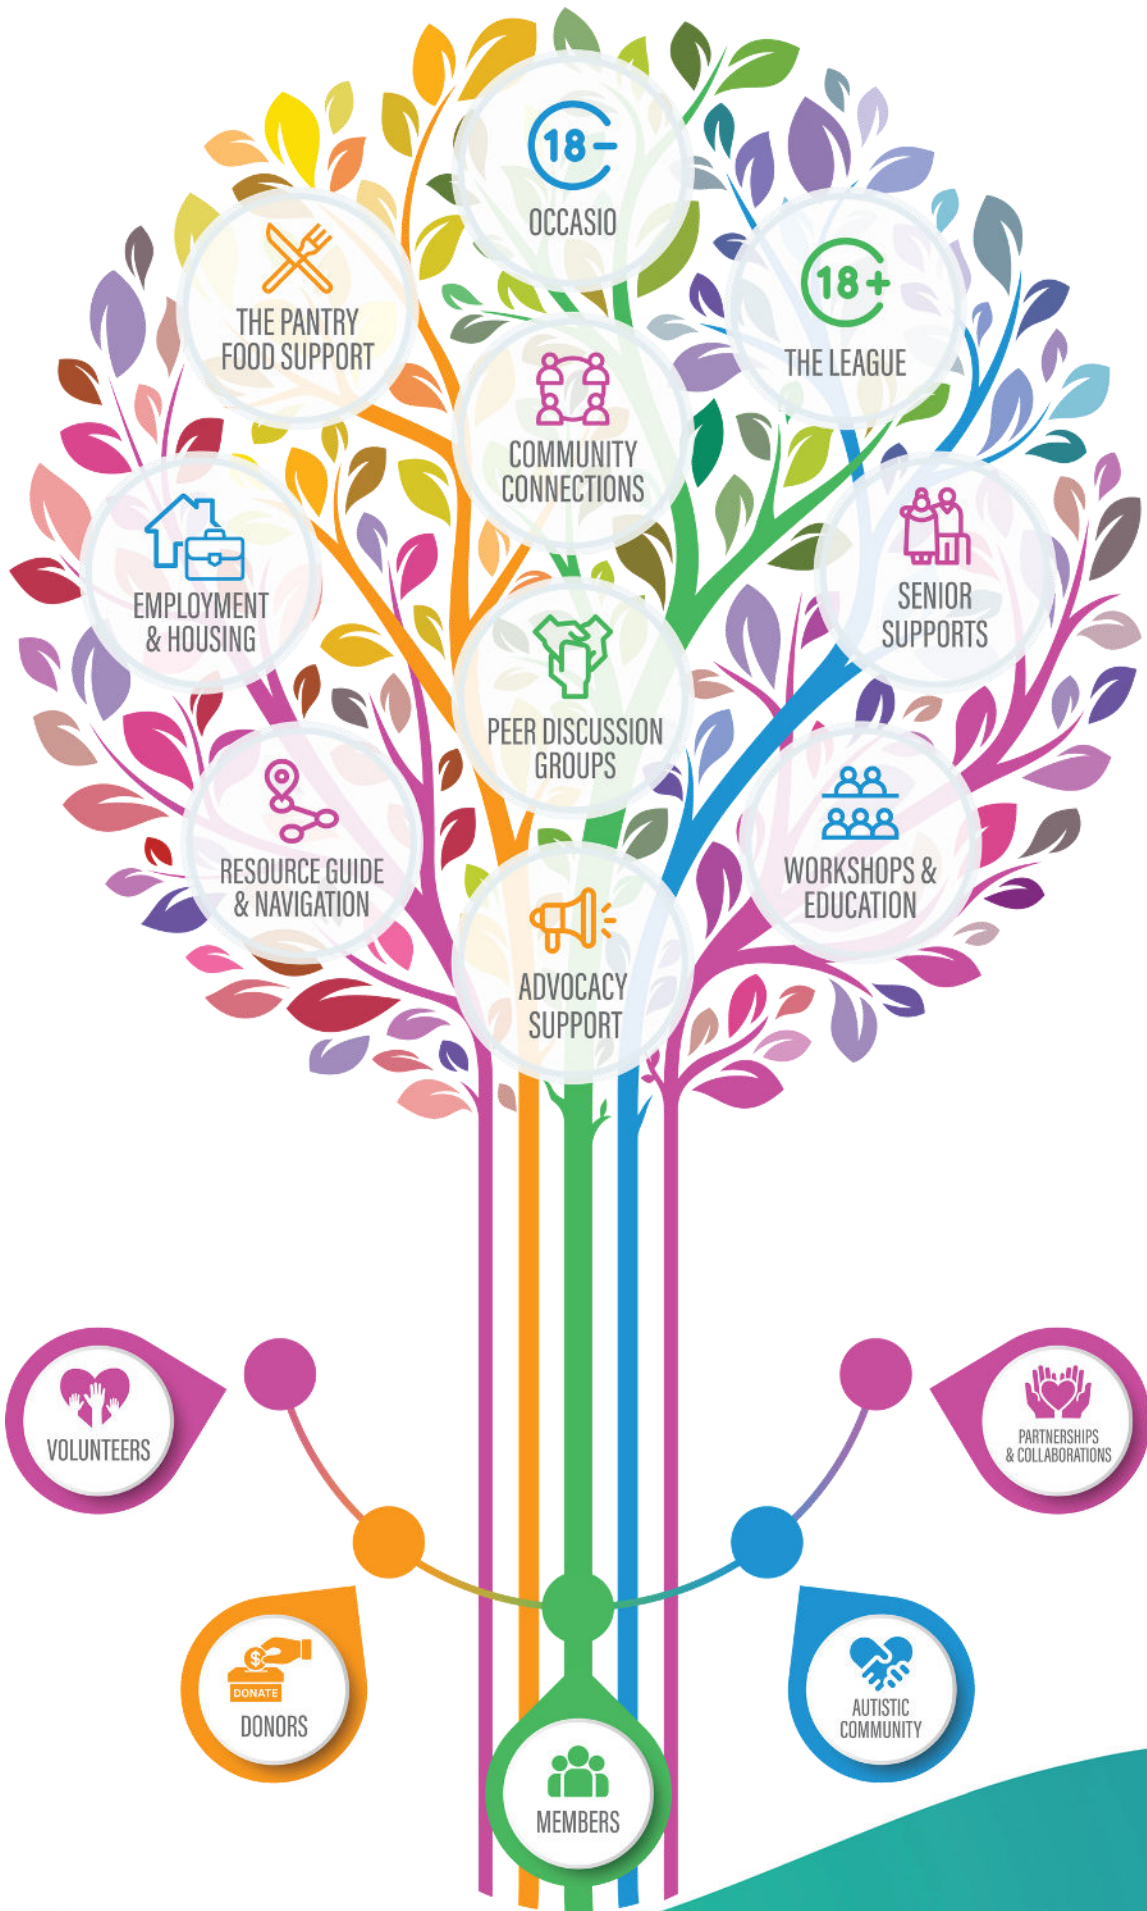 18-
OCCASIO
THE PANTRY
FOOD SUPPORT
18+
THE LEAGUE
COMMUNITY
CONNECTIONS
EMPLOYMENT
& HOUSING
SENIOR
SUPPORTS
PEER DISCUSSION
GROUPS
RESOURCE GUIDE
& NAVIGATION
WORKSHOPS &
EDUCATION
ADVOCACY
SUPPORT
VOLUNTEERS
PARTNERSHIPS
& COLLABORATIONS
$
DONATE
DONORS
AUTISTIC
COMMUNITY
MEMBERS